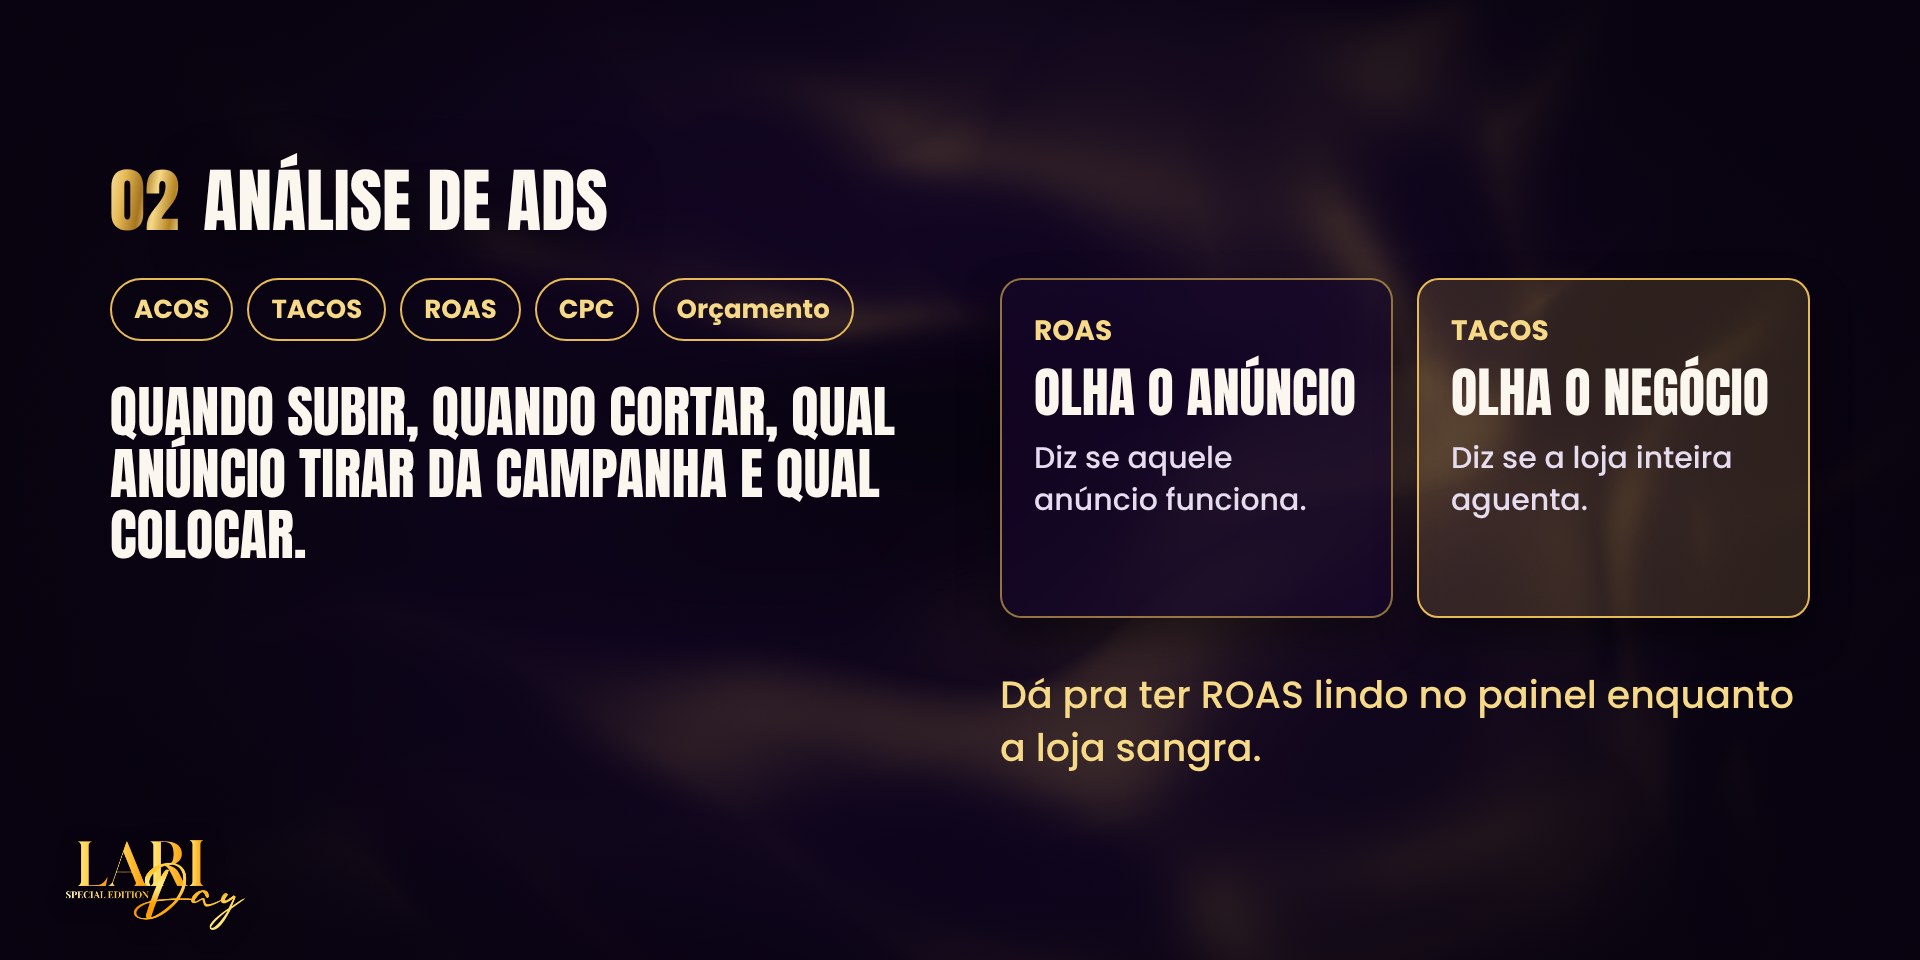 02 ANÁLISE DE ADS
ACOS TACOS ROAS CPC Orçamento
QUANDO SUBIR, QUANDO CORTAR, QUAL
ANÚNCIO TIRAR DA CAMPANHA E QUAL
COLOCAR.
ROAS
OLHA O ANÚNCIO
Diz se aquele
anúncio funciona.
TACOS
OLHA O NEGÓCIO
Diz se a loja inteira
aguenta.
Dá pra ter ROAS lindo no painel enquanto
a loja sangra.
LABI
SPECIAL EDITION Day